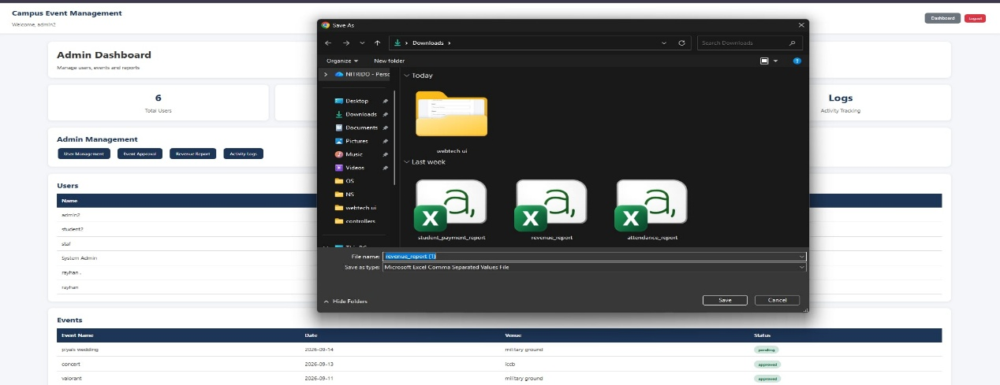 Campus Event Management
Welcome, admin2
Dashboard
Logout
Admin Dashboard
Manage users, events and reports
6
Total Users
Logs
Activity Tracking
Admin Management
User Management
Event Approval
Revenue Report
Activity Logs
Users
Name
admin2
student2
staf
System Admin
rayhan .
rayhan
Events
Event Name Date Venue Status
piyals wedding 2026-09-14 military ground pending
concert 2026-09-13 iccb approved
valorant 2026-09-11 military ground approved
Save As
Downloads
Search Downloads
Organize
New folder
NITRIDO - Perso
Desktop
Downloads
Documents
Pictures
Music
Videos
OS
NS
webtech ui
controllers
Today
webtech ui
Last week
student_payment_report
revenue_report
attendance_report
File name: revenue_report (1)
Save as type: Microsoft Excel Comma Separated Values File
Hide Folders
Save
Cancel